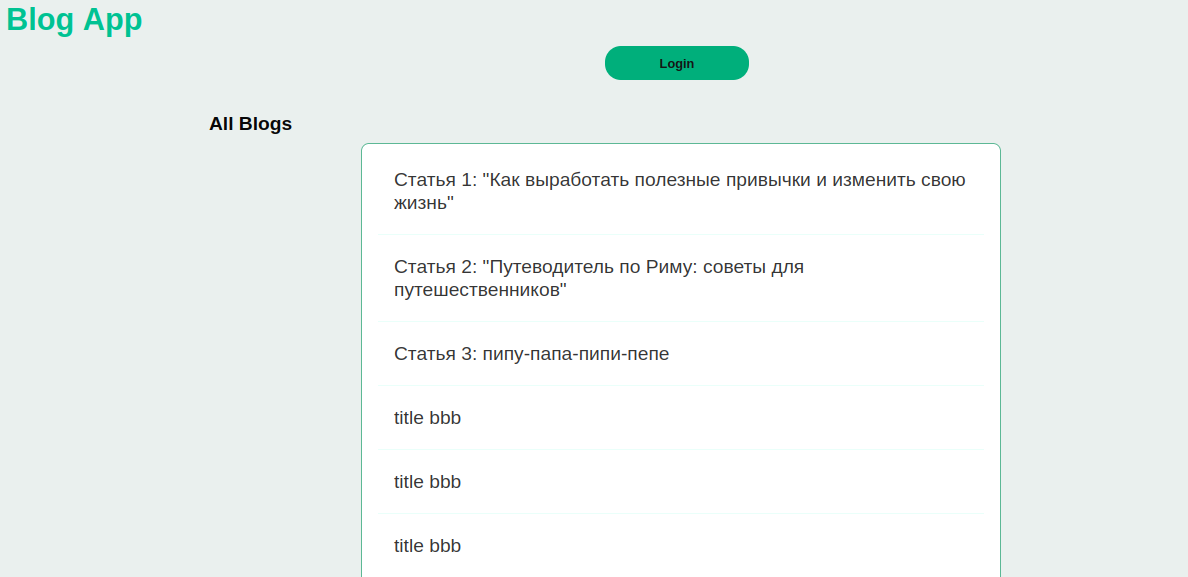 Blog App
Login
All Blogs
Статья 1: "Как выработать полезные привычки и изменить свою
жизнь"
Статья 2: "Путеводитель по Риму: советы для
путешественников"
Статья 3: пипу-папа-пипи-пепе
title bbb
title bbb
title bbb